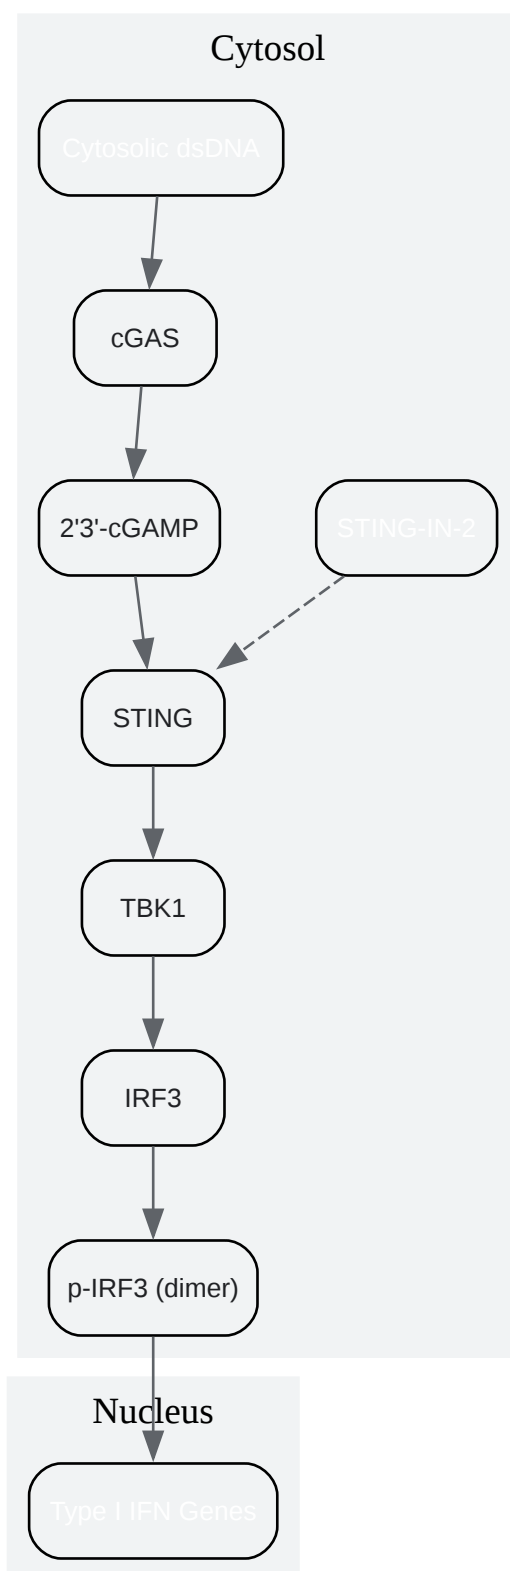 Cytosol
Cytosolic dsDNA
cGAS
2'3'-cGAMP
STING-IN-2
STING
TBK1
IRF3
p-IRF3 (dimer)
Nucleus
Type I IFN Genes